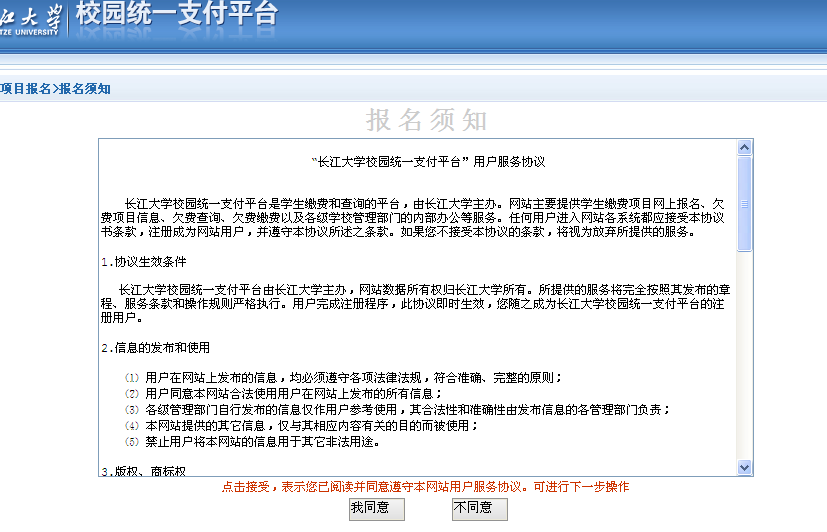 江大学 校园统一支付平台
TZE UNIVERSITY
项目报名>报名须知
报名须知
“长江大学校园统一支付平台”用户服务协议
长江大学校园统一支付平台是学生缴费和查询的平台，由长江大学主办。网站主要提供学生缴费项目网上报名、欠
费项目信息、欠费查询、欠费缴费以及各级学校管理部门的内部办公等服务。任何用户进入网站各系统都应接受本协议
书条款，注册成为网站用户，并遵守本协议所述之条款。如果您不接受本协议的条款，将视为放弃所提供的服务。
1.协议生效条件
长江大学校园统一支付平台由长江大学主办，网站数据所有权归长江大学所有。所提供的服务将完全按照其发布的章
程、服务条款和操作规则严格执行。用户完成注册程序，此协议即时生效，您随之成为长江大学校园统一支付平台的注
册用户。
2.信息的发布和使用
⑴ 用户在网站上发布的信息，均必须遵守各项法律法规，符合准确、完整的原则；
⑵ 用户同意本网站合法使用用户在网站上发布的所有信息；
⑶ 各级管理部门自行发布的信息仅作用户参考使用，其合法性和准确性由发布信息的各管理部门负责；
⑷ 本网站提供的其它信息，仅与其相应内容有关的目的而被使用；
⑸ 禁止用户将本网站的信息用于其它非法用途。
3.版权、商标权
点击接受，表示您已阅读并同意遵守本网站用户服务协议。可进行下一步操作
我同意 不同意